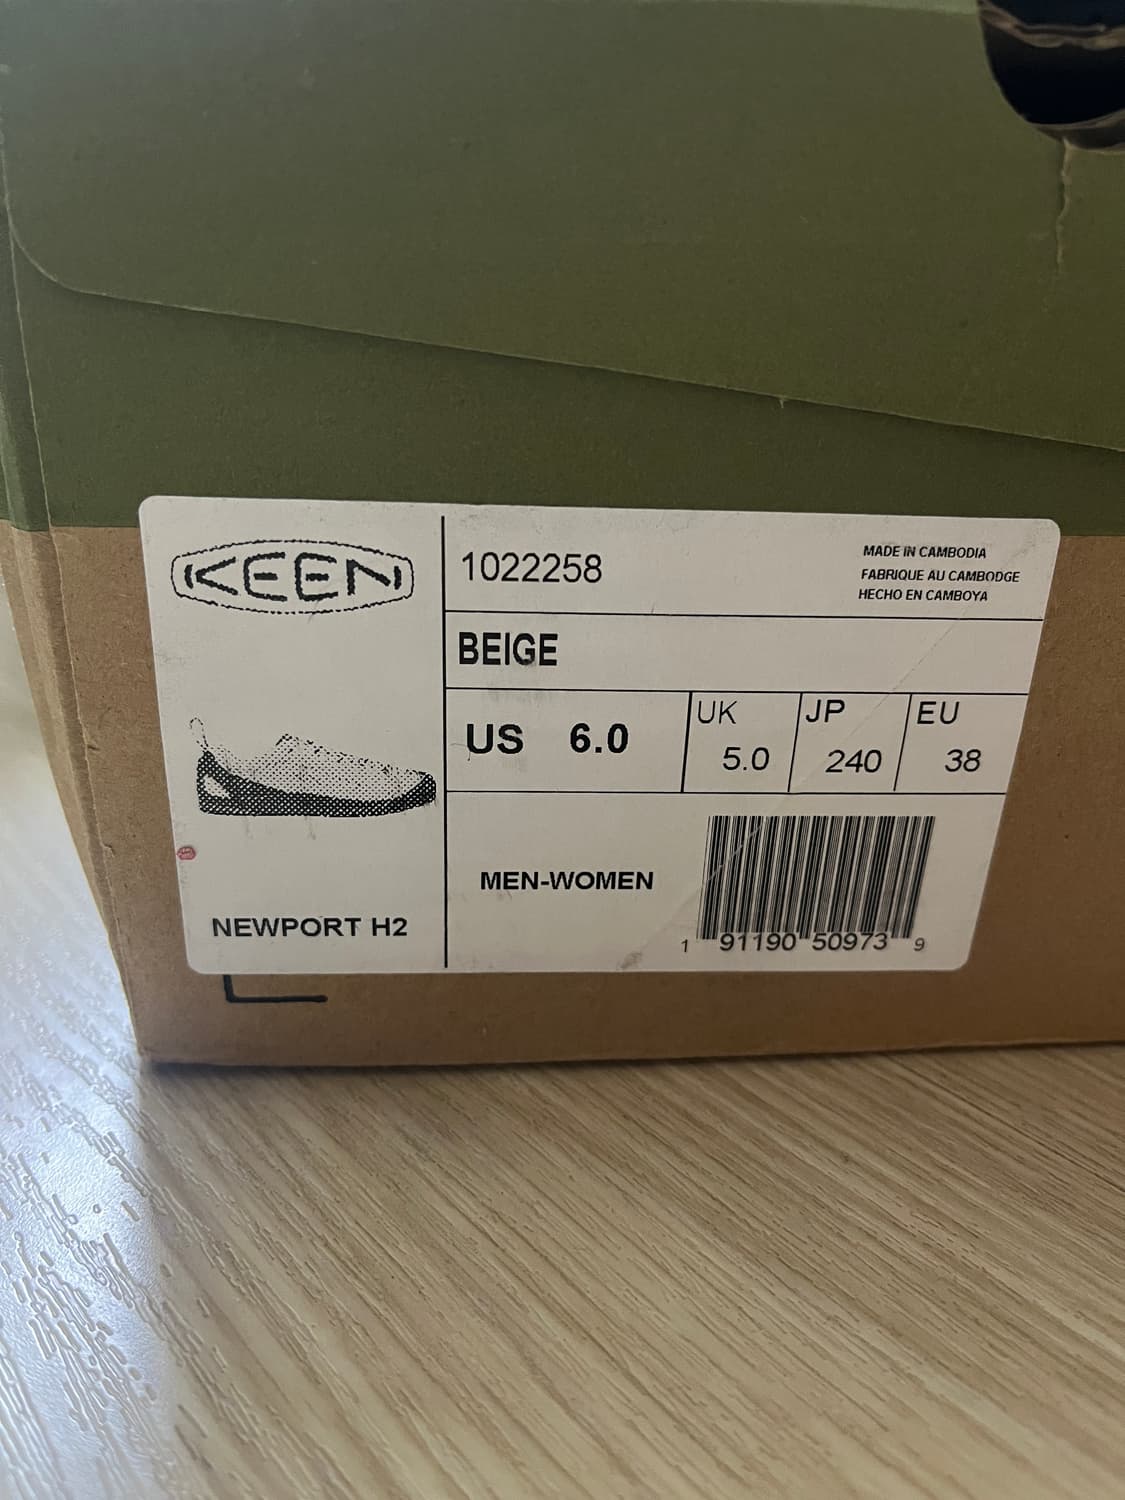 KEEN
1022258
MADE IN CAMBODIA
FABRIQUE AU CAMBODGE
HECHO EN CAMBOYA
BEIGE
US 6.0
UK 5.0
JP 240
EU 38
MEN-WOMEN
1 91190 50973 9
NEWPORT H2